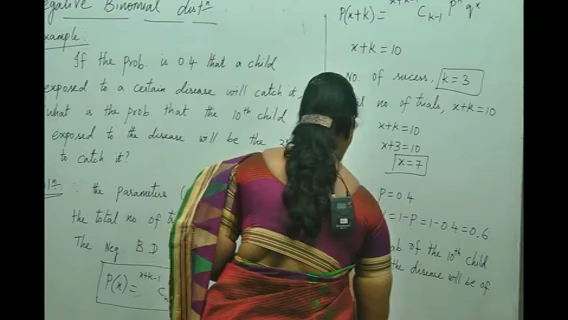 egative Binomial distⁿ
xample
If the prob. is 0.4 that a child
exposed to a certain disease will catch it
what is the prob that the 10th child
exposed to the disease will be the
to catch it?
the parameters
the total no of
The Neg B.D
P(x) = x+k-1 C
P(x+k) = x+k-1 C k-1 p^k q^x
x+k = 10
No. of success, k = 3
no. of trials, x+k = 10
x+k = 10
x+3 = 10
x = 7
P = 0.4
= 1-P = 1-0.4 = 0.6
of the 10th child
the disease will be of